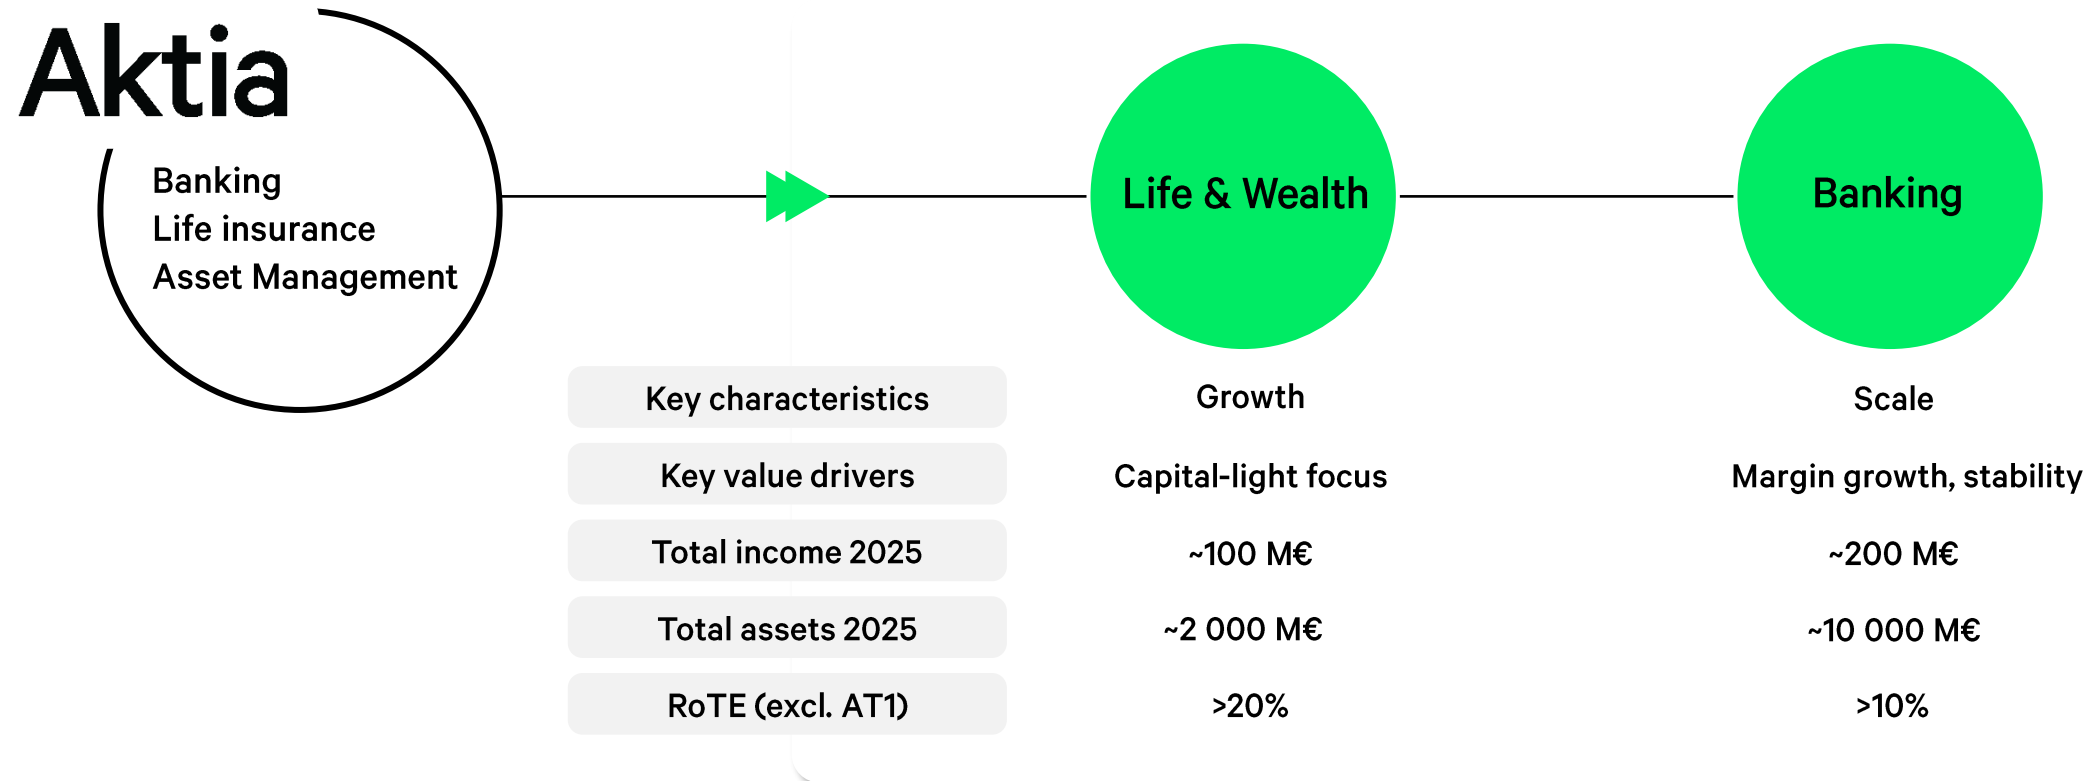 Aktia
Banking
Life insurance
Asset Management
Life & Wealth
Banking
Key characteristics
Growth
Scale
Key value drivers
Capital-light focus
Margin growth, stability
Total income 2025
~100 M€
~200 M€
Total assets 2025
~2 000 M€
~10 000 M€
RoTE (excl. AT1)
>20%
>10%